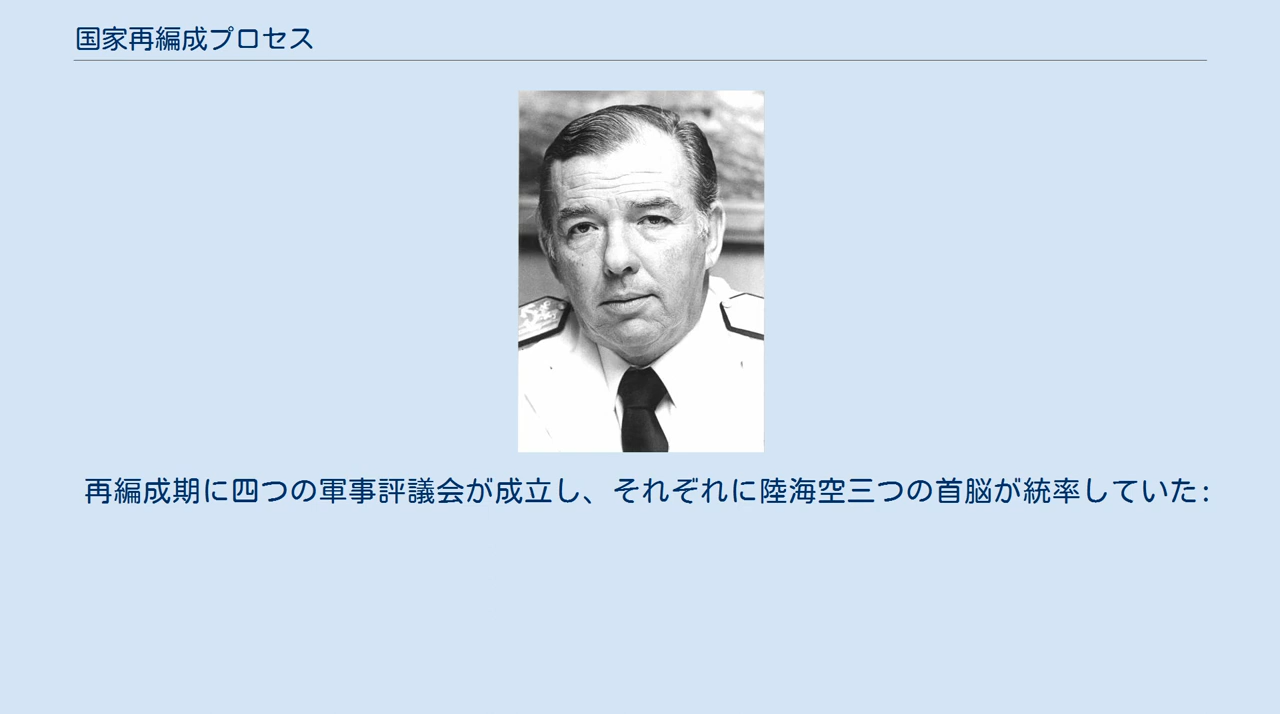 国家再編成プロセス
再編成期に四つの軍事評議会が成立し、それぞれに陸海空三つの首脳が統率していた: